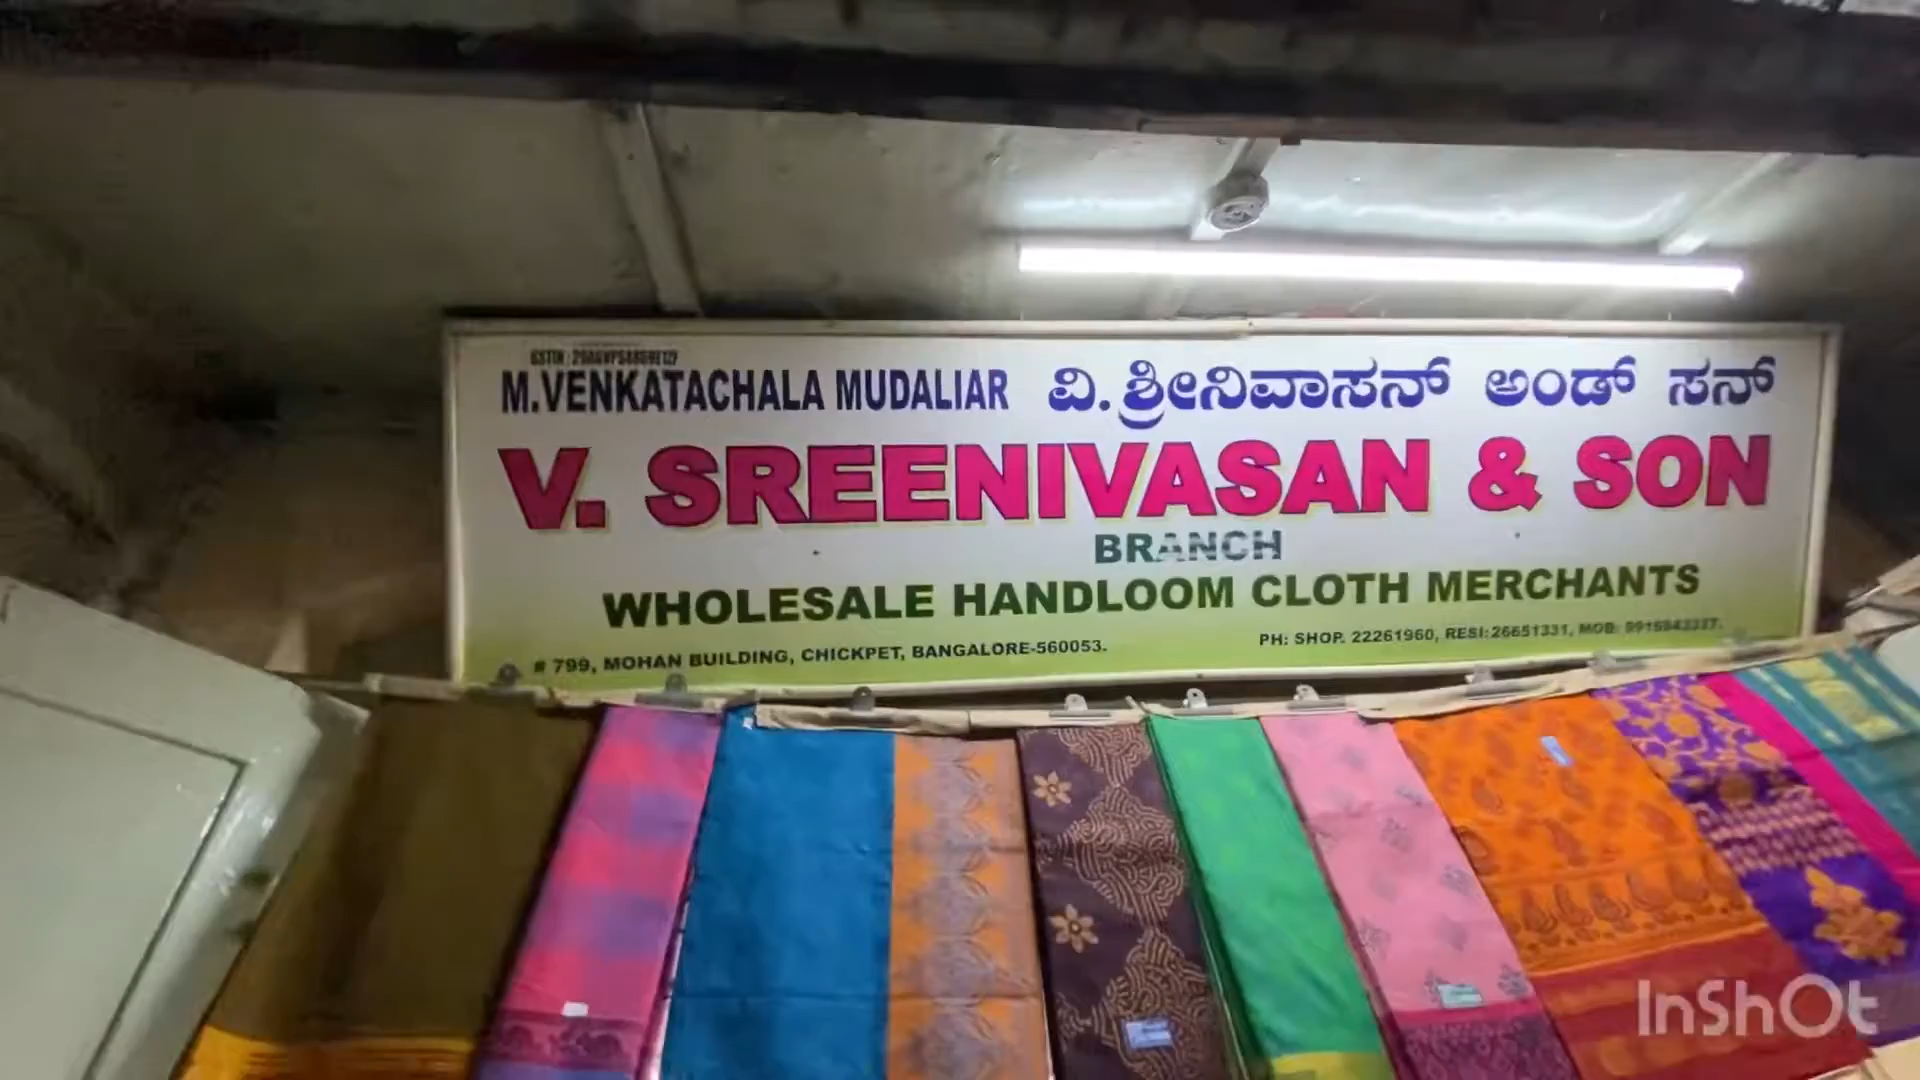 M.VENKATACHALA MUDALIAR ವಿ. ಶ್ರೀನಿವಾಸನ್ ಅಂಡ್ ಸನ್
V. SREENIVASAN & SON
BRANCH
WHOLESALE HANDLOOM CLOTH MERCHANTS
# 799, MOHAN BUILDING, CHICKPET, BANGALORE-560053. PH: SHOP. 22261960, RESI: 26651331, MOB:
InShOt